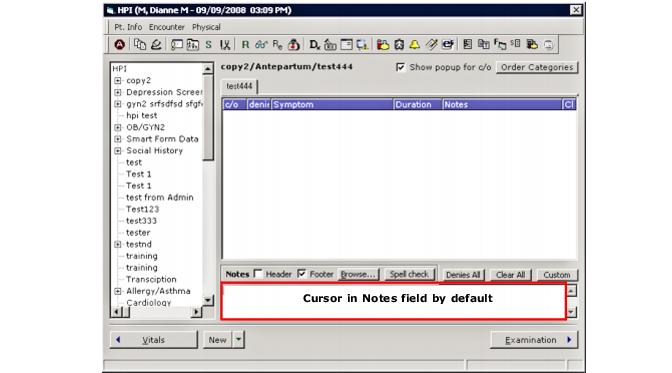 HPI (M, Dianne M - 09/09/2008 03:09 PM)
Pt. Info Encounter Physical
HPI
copy2
Depression Screen
gyn2 srfsdfsd sfgh
hpi test
OB/GYN2
Smart Form Data
Social History
test
Test 1
Test 1
test from Admin
Test123
test333
tester
testnd
training
training
Transciption
Allergy/Asthma
Cardiology
copy2/Antepartum/test444
Show popup for c/o Order Categories
test444
c/o denie Symptom Duration Notes Cl
Notes Header Footer Browse... Spell check Denies All Clear All Custom
Cursor in Notes field by default
Vitals New Examination